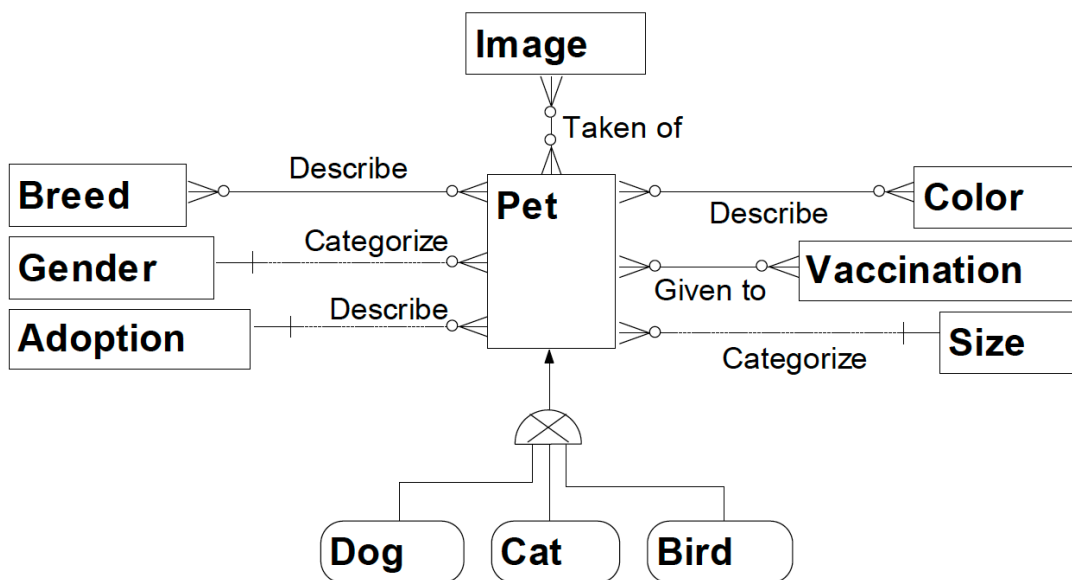 Image
Taken of
Describe
Breed
Pet
Color
Describe
Categorize
Gender
Vaccination
Given to
Describe
Adoption
Size
Categorize
Dog
Cat
Bird